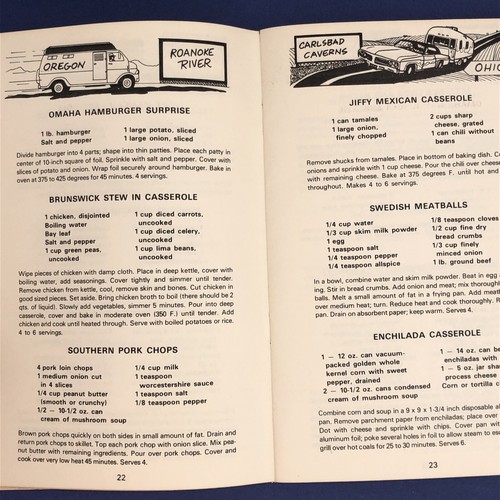 OREGON
ROANOKE
RIVER
OMAHA HAMBURGER SURPRISE
1 lb. hamburger 1 large potato, sliced
Salt and pepper 1 large onion, sliced
Divide hamburger into 4 parts; shape into thin patties. Place each patty in
center of 10-inch square of foil. Sprinkle with salt and pepper. Cover with
slices of potato and onion. Wrap foil securely around hamburger. Bake in
oven at 375 to 425 degrees for 45 minutes. 4 servings.
BRUNSWICK STEW IN CASSEROLE
1 chicken, disjointed 1 cup diced carrots,
Boiling water uncooked
Bay leaf 1 cup diced celery,
Salt and pepper uncooked
1 cup green peas, 1 cup lima beans,
uncooked uncooked
Wipe pieces of chicken with damp cloth. Place in deep kettle, cover with
boiling water, add seasonings. Cover tightly and simmer until tender.
Remove chicken from kettle, cool, remove skin and bones. Cut chicken in
good sized pieces. Set aside. Bring chicken broth to boil (there should be 2
qts. of liquid). Slowly add vegetables, simmer 5 minutes. Pour into deep
casserole, cover and bake in moderate oven (350 F.) until tender. Add
chicken and cook until heated through. Serve with boiled potatoes or rice.
4 to 6 servings.
SOUTHERN PORK CHOPS
4 pork loin chops 1/4 cup milk
1 medium onion cut 1 teaspoon
in 4 slices worcestershire sauce
1/4 cup peanut butter 1 teaspoon salt
(smooth or crunchy) 1/8 teaspoon pepper
1/2 — 10-1/2 oz. can
cream of mushroom soup
Brown pork chops quickly on both sides in small amount of fat. Drain and
return pork chops to skillet. Top each pork chop with onion slice. Mix pea-
nut butter with remaining ingredients. Pour over pork chops. Cover and
cook over very low heat 45 minutes. Serves 4.
22
CARLSBAD
CAVERNS
OHIO
JIFFY MEXICAN CASSEROLE
1 can tamales 2 cups sharp
1 large onion, cheese, grated
finely chopped 1 can chili without
beans
Remove shucks from tamales. Place in bottom of baking dish.
onions and sprinkle with 1 cup cheese. Pour the chili over cheese
with remaining cheese. Bake at 375 degrees F. until hot and
throughout. Makes 4 to 6 servings.
SWEDISH MEATBALLS
1/4 cup water 1/8 teaspoon cloves
1/3 cup skim milk powder 1/2 cup fine dry
1 egg bread crumbs
1 teaspoon salt 1/3 cup finely
1/4 teaspoon pepper minced onion
1/4 teaspoon allspice 1 lb. ground beef
In a bowl, combine water and skim milk powder. Beat in egg
ing. Stir in bread crumbs. Add onion and meat; mix thoroughly
balls. Melt a small amount of fat in a frying pan. Add meat
over medium heat; turn. Reduce heat and cook thoroughly.
pan. Drain on absorbent paper; keep warm. Serves 4.
ENCHILADA CASSEROLE
1 — 12 oz. can vacuum- 1 — 14 oz. can
packed golden whole enchiladas with
kernel corn with sweet 1 — 5 oz. jar
pepper, drained process cheese
2 — 10-1/2 oz. cans condensed Corn or tortilla
cream of mushroom soup
Combine corn and soup in a 9 x 9 x 1-3/4 inch disposable
pan. Remove parchment paper from enchiladas; place over
Dot with cheese and sprinkle with chips. Cover pan with
aluminum foil; poke several holes in foil to allow steam to
grill over hot coals for 25 to 30 minutes. Serves 6.
23